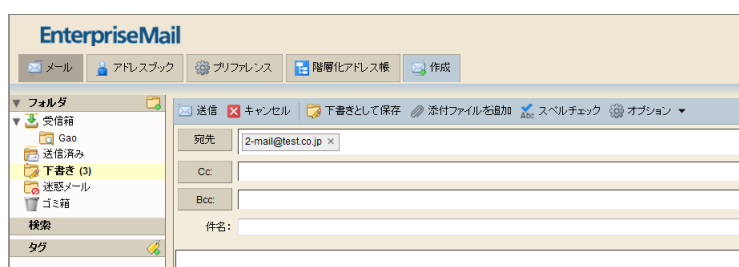 EnterpriseMail
メール アドレスブック プリファレンス 階層化アドレス帳 作成
フォルダ
受信箱
Gao
送信済み
下書き (3)
迷惑メール
ゴミ箱
検索
タグ
送信 キャンセル 下書きとして保存 添付ファイルを追加 Abc スペルチェック オプション
宛先 2-mail@test.co.jp ×
Cc:
Bcc:
件名: